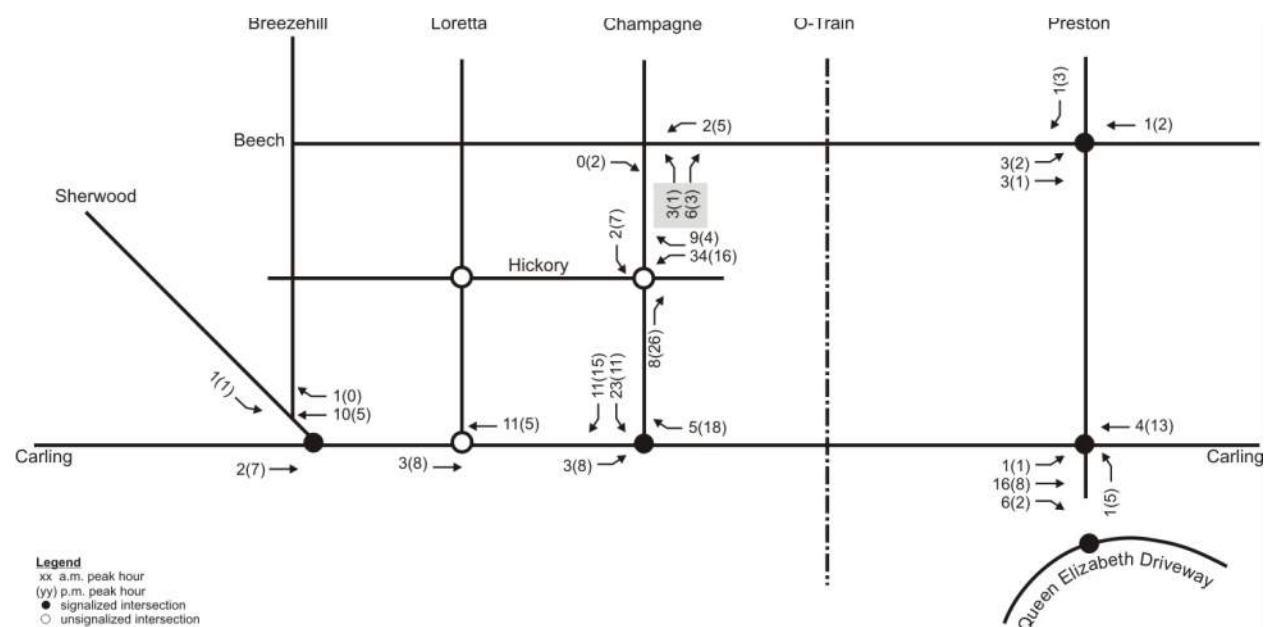 Breezehill
Loretta
Champagne
O-Train
Preston
1(3)
2(5)
1(2)
Beech
0(2)
3(2)
3(1)
3(1)
6(3)
Sherwood
2(7)
9(4)
34(16)
Hickory
8(26)
11(15)
23(11)
1(1)
1(0)
10(5)
11(5)
5(18)
4(13)
Carling
2(7)
3(8)
3(8)
1(1)
16(8)
6(2)
1(5)
Carling
Queen Elizabeth Driveway
Legend
xx a.m. peak hour
(yy) p.m. peak hour
signalized intersection
unsignalized intersection